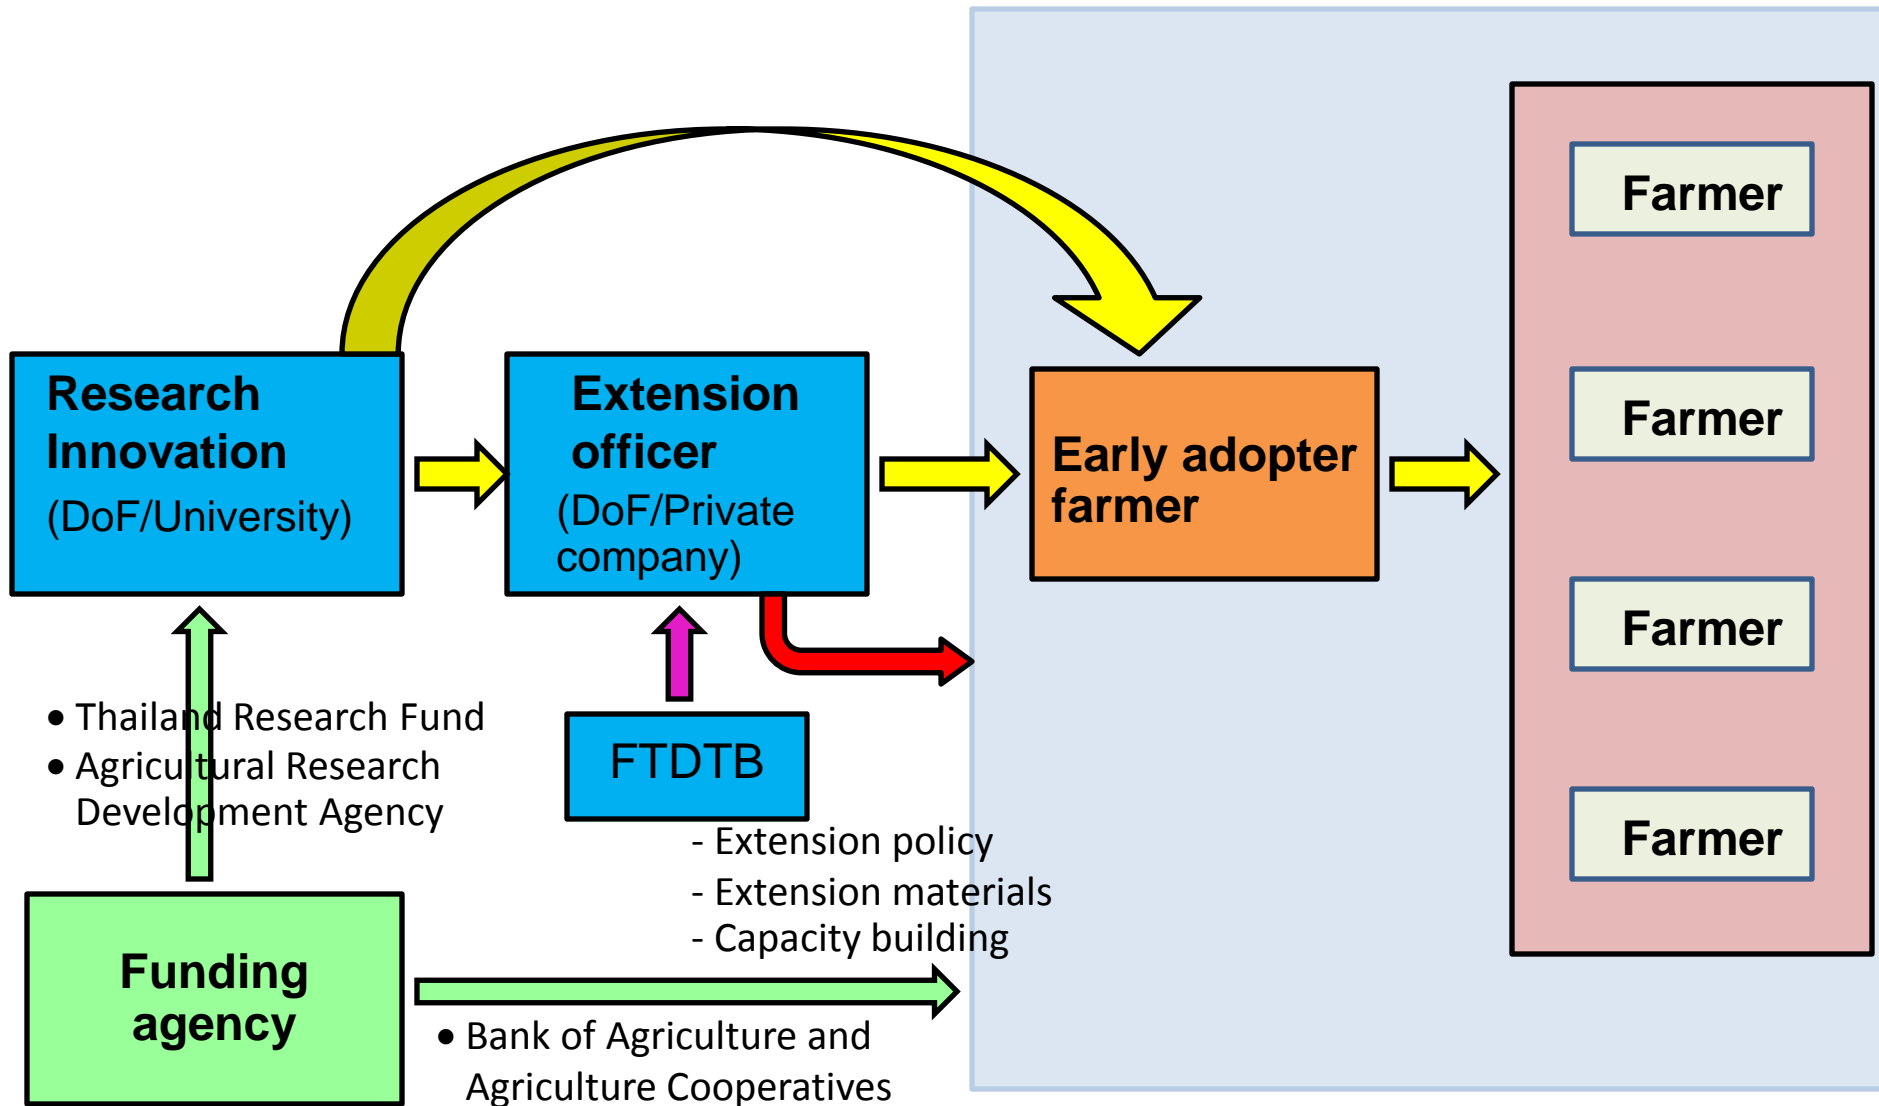 Farmer
Research
Innovation
(DoF/University)
Extension
officer
(DoF/Private
company)
Early adopter
farmer
Farmer
Farmer
Farmer
• Thailand Research Fund
• Agricultural Research
Development Agency
FTDTB
- Extension policy
- Extension materials
- Capacity building
Funding
agency
• Bank of Agriculture and
Agriculture Cooperatives